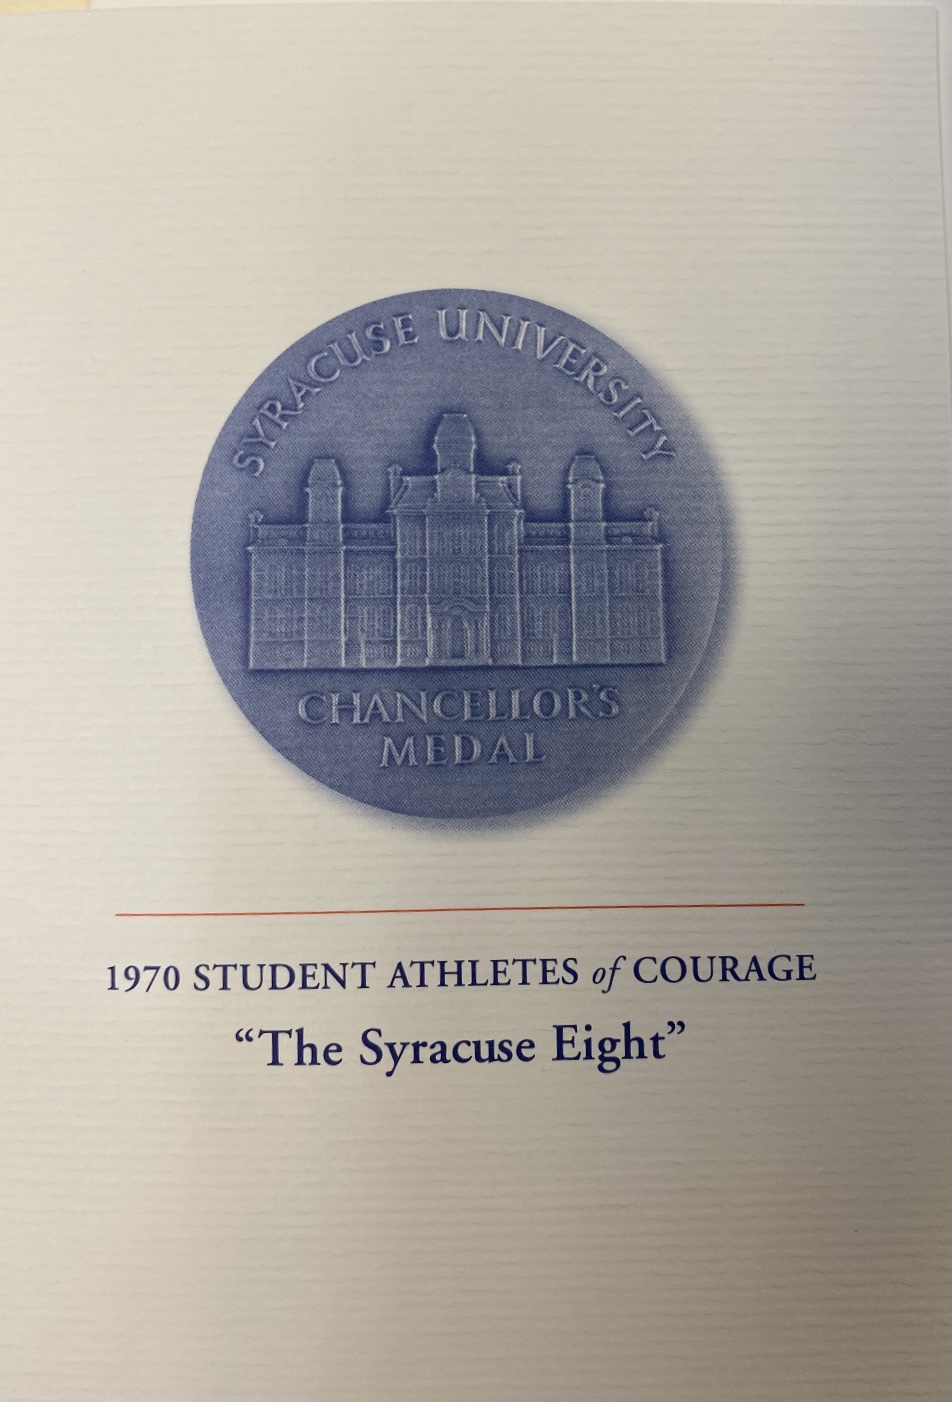 SYRACUSE UNIVERSITY
CHANCELLOR'S
MEDAL
1970 STUDENT ATHLETES of COURAGE
“The Syracuse Eight”